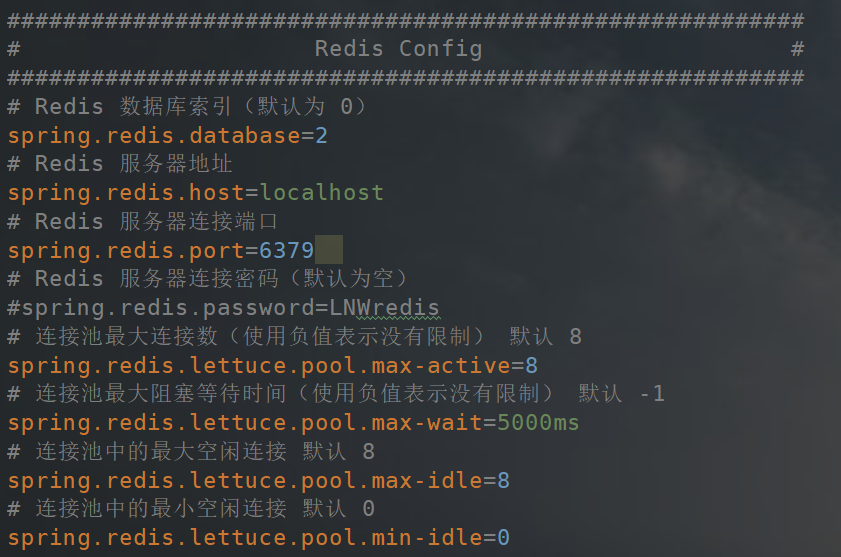 #########################################################
#                     Redis Config                      #
#########################################################
# Redis 数据库索引（默认为 0）
spring.redis.database=2
# Redis 服务器地址
spring.redis.host=localhost
# Redis 服务器连接端口
spring.redis.port=6379
# Redis 服务器连接密码（默认为空）
#spring.redis.password=LNWredis
# 连接池最大连接数（使用负值表示没有限制） 默认 8
spring.redis.lettuce.pool.max-active=8
# 连接池最大阻塞等待时间（使用负值表示没有限制） 默认 -1
spring.redis.lettuce.pool.max-wait=5000ms
# 连接池中的最大空闲连接 默认 8
spring.redis.lettuce.pool.max-idle=8
# 连接池中的最小空闲连接 默认 0
spring.redis.lettuce.pool.min-idle=0